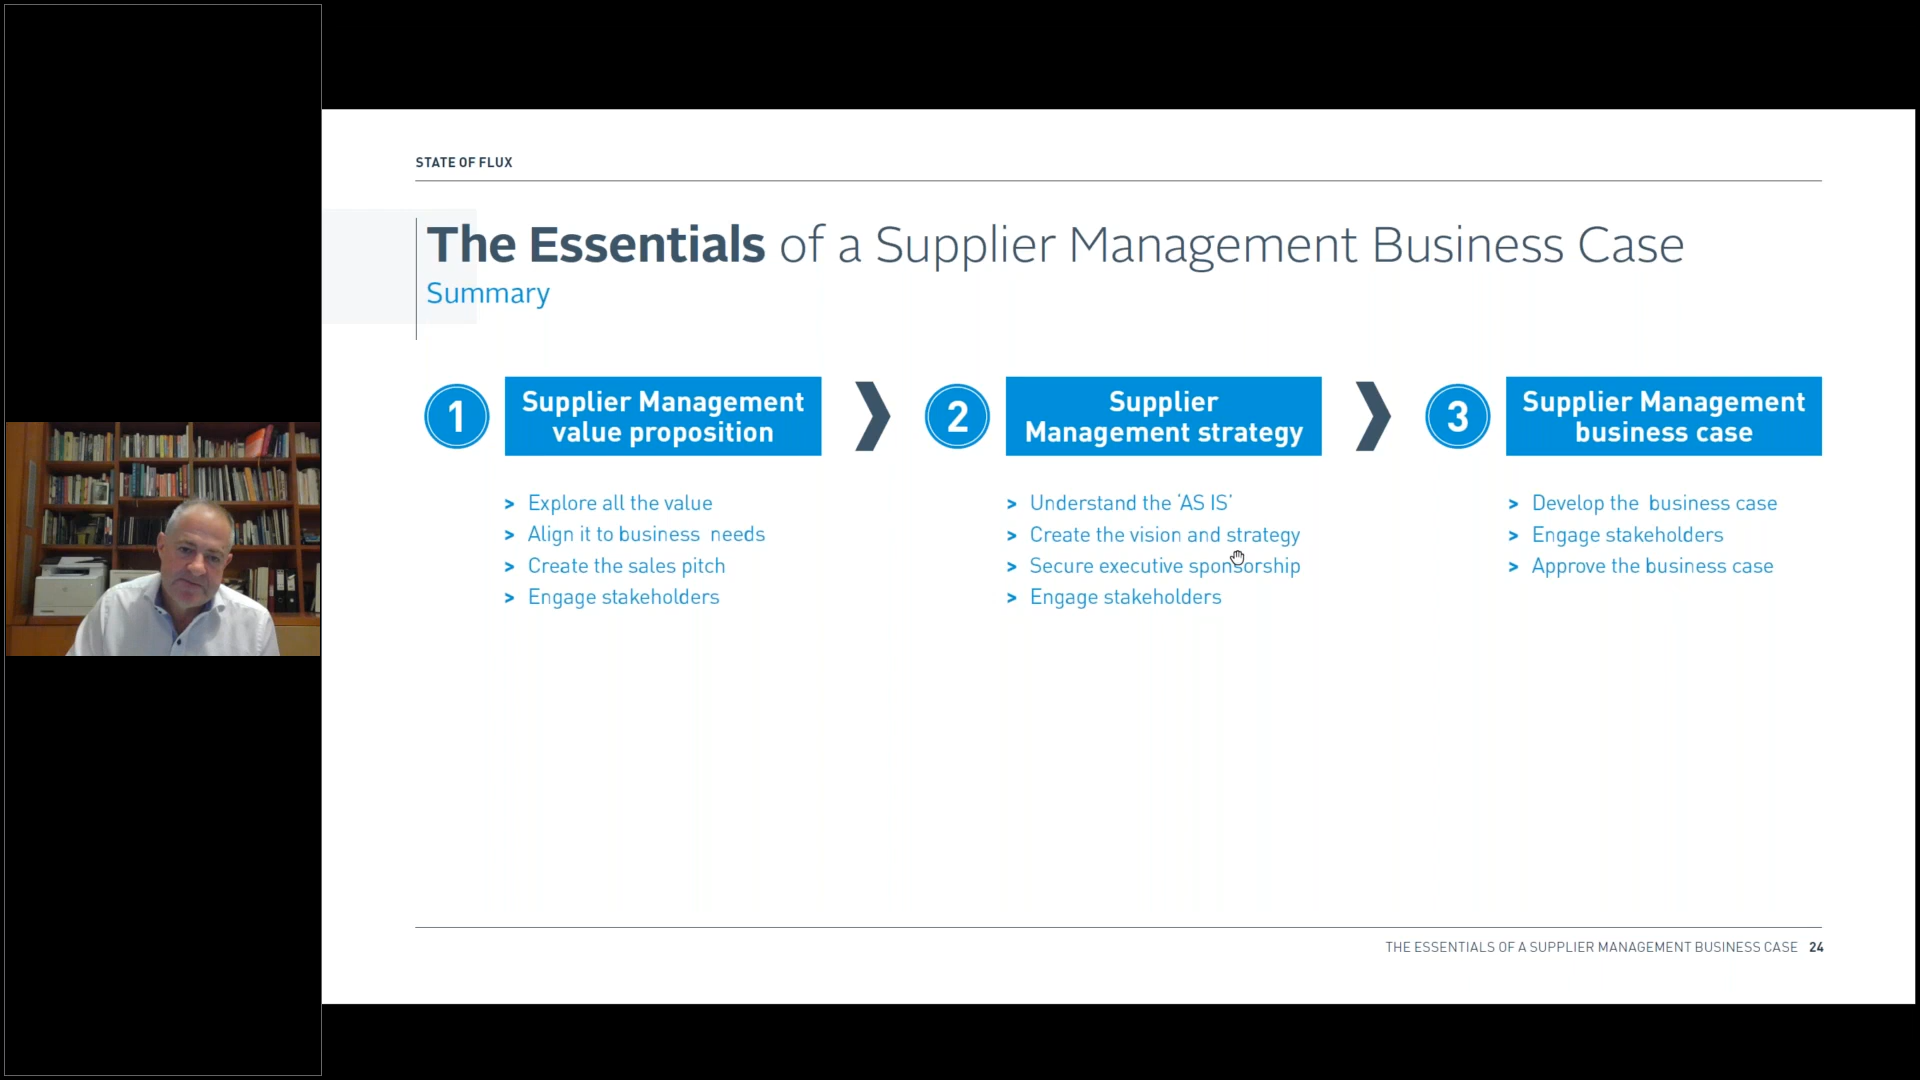 STATE OF FLUX
The Essentials of a Supplier Management Business Case
Summary
1
Supplier Management
value proposition
> Explore all the value
> Align it to business needs
> Create the sales pitch
> Engage stakeholders
2
Supplier
Management strategy
> Understand the ‘AS IS’
> Create the vision and strategy
> Secure executive sponsorship
> Engage stakeholders
3
Supplier Management
business case
> Develop the business case
> Engage stakeholders
> Approve the business case
THE ESSENTIALS OF A SUPPLIER MANAGEMENT BUSINESS CASE 24